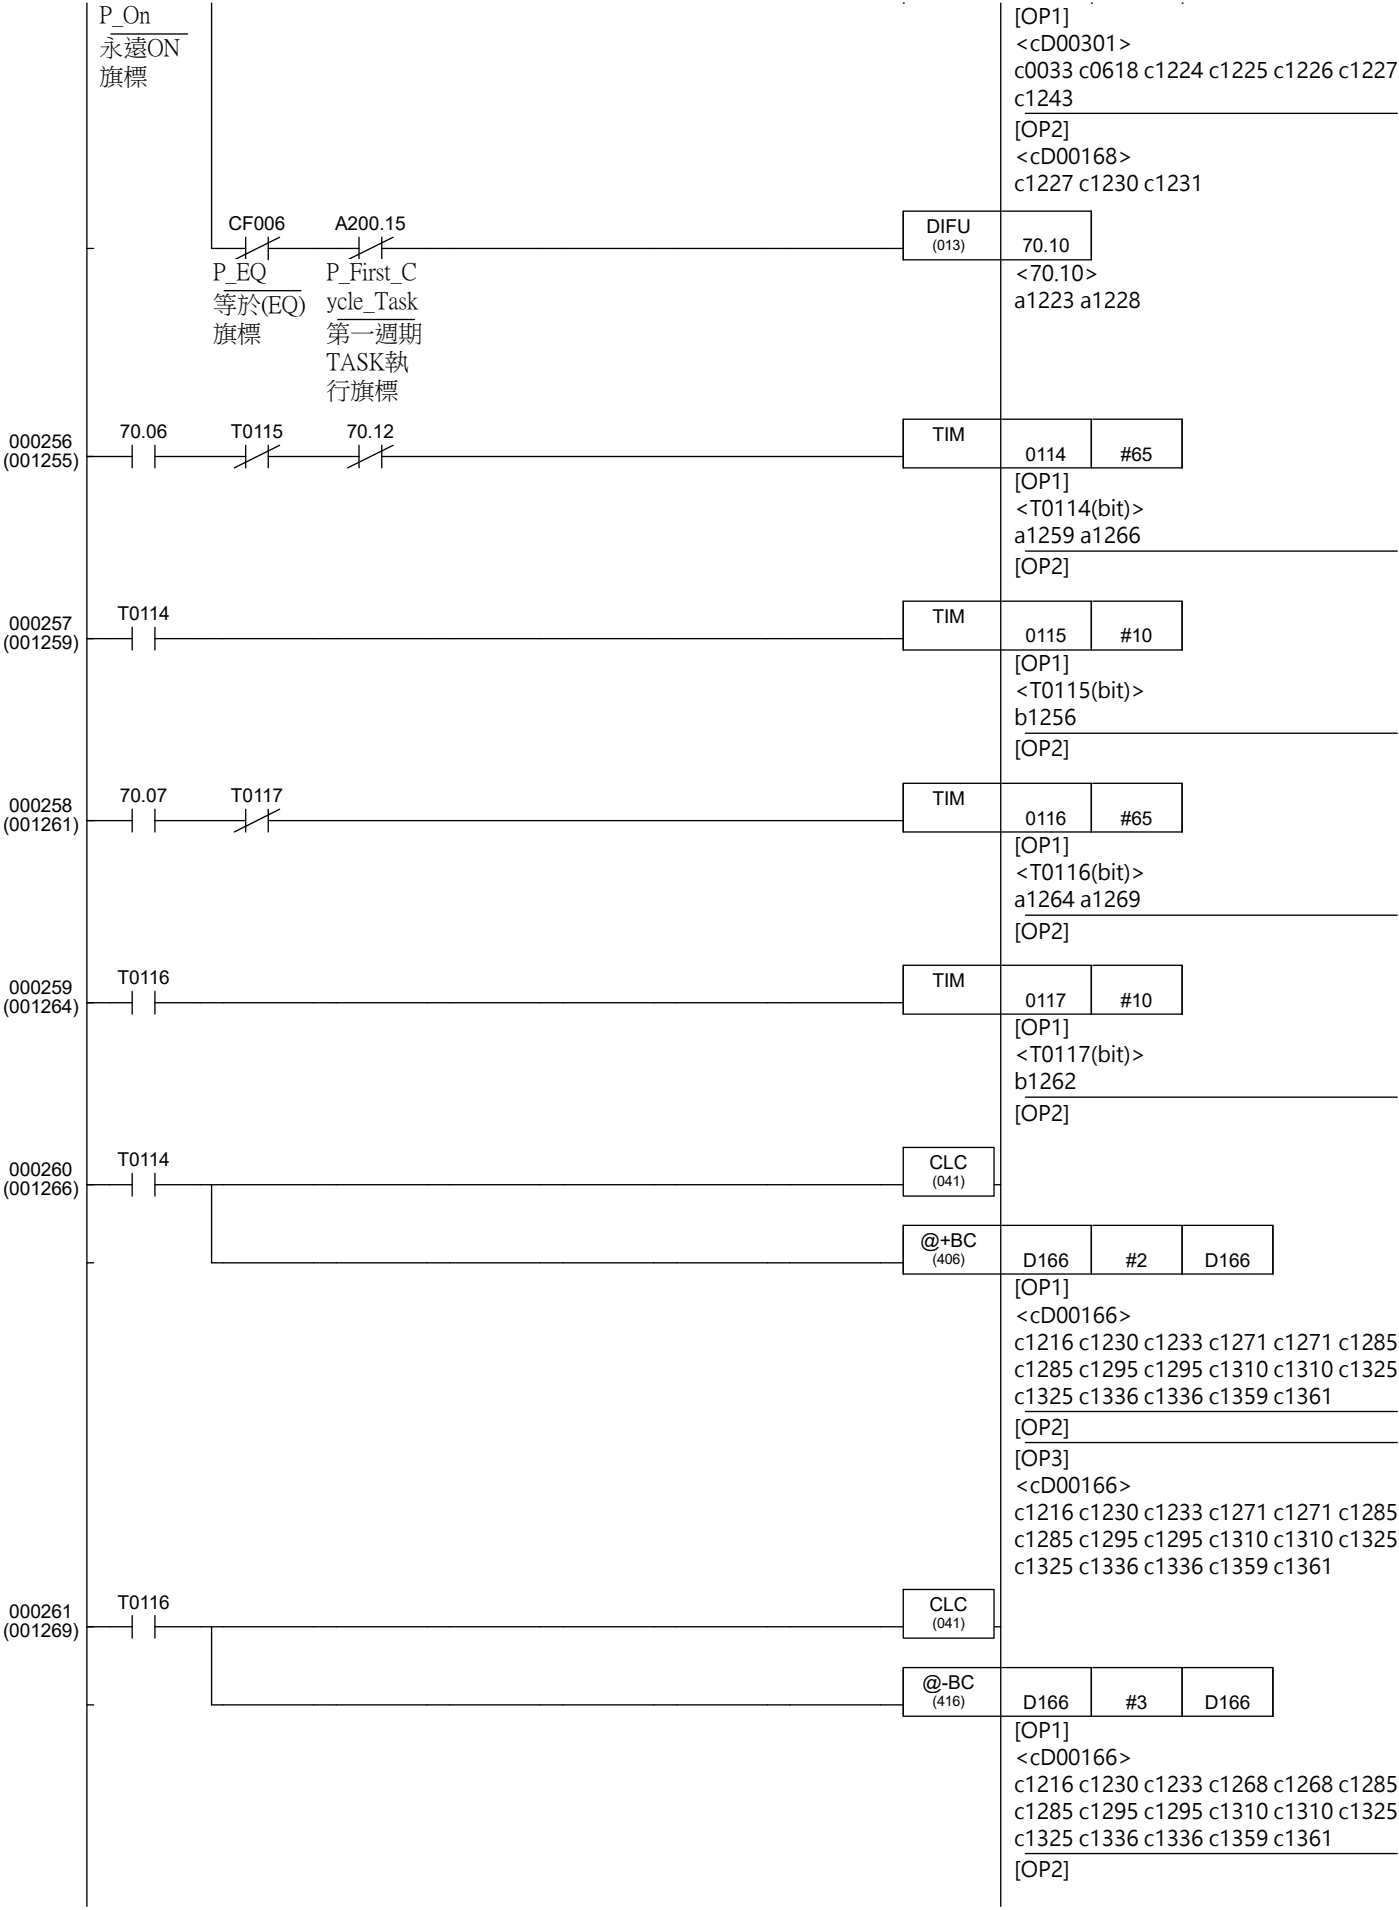 P_On
永遠ON
旗標
[OP1]
<cD00301>
c0033 c0618 c1224 c1225 c1226 c1227
c1243
[OP2]
<cD00168>
c1227 c1230 c1231
CF006 A200.15 DIFU
(013) 70.10
P_EQ P_First_C <70.10>
等於(EQ) ycle_Task a1223 a1228
旗標 第一週期
TASK執
行旗標
000256
(001255) 70.06 T0115 70.12 TIM 0114 #65
[OP1]
<T0114(bit)>
a1259 a1266
[OP2]
000257
(001259) T0114 TIM 0115 #10
[OP1]
<T0115(bit)>
b1256
[OP2]
000258
(001261) 70.07 T0117 TIM 0116 #65
[OP1]
<T0116(bit)>
a1264 a1269
[OP2]
000259
(001264) T0116 TIM 0117 #10
[OP1]
<T0117(bit)>
b1262
[OP2]
000260
(001266) T0114 CLC
(041)
@+BC
(406) D166 #2 D166
[OP1]
<cD00166>
c1216 c1230 c1233 c1271 c1271 c1285
c1285 c1295 c1295 c1310 c1310 c1325
c1325 c1336 c1336 c1359 c1361
[OP2]
[OP3]
<cD00166>
c1216 c1230 c1233 c1271 c1271 c1285
c1285 c1295 c1295 c1310 c1310 c1325
c1325 c1336 c1336 c1359 c1361
000261
(001269) T0116 CLC
(041)
@-BC
(416) D166 #3 D166
[OP1]
<cD00166>
c1216 c1230 c1233 c1268 c1268 c1285
c1285 c1295 c1295 c1310 c1310 c1325
c1325 c1336 c1336 c1359 c1361
[OP2]